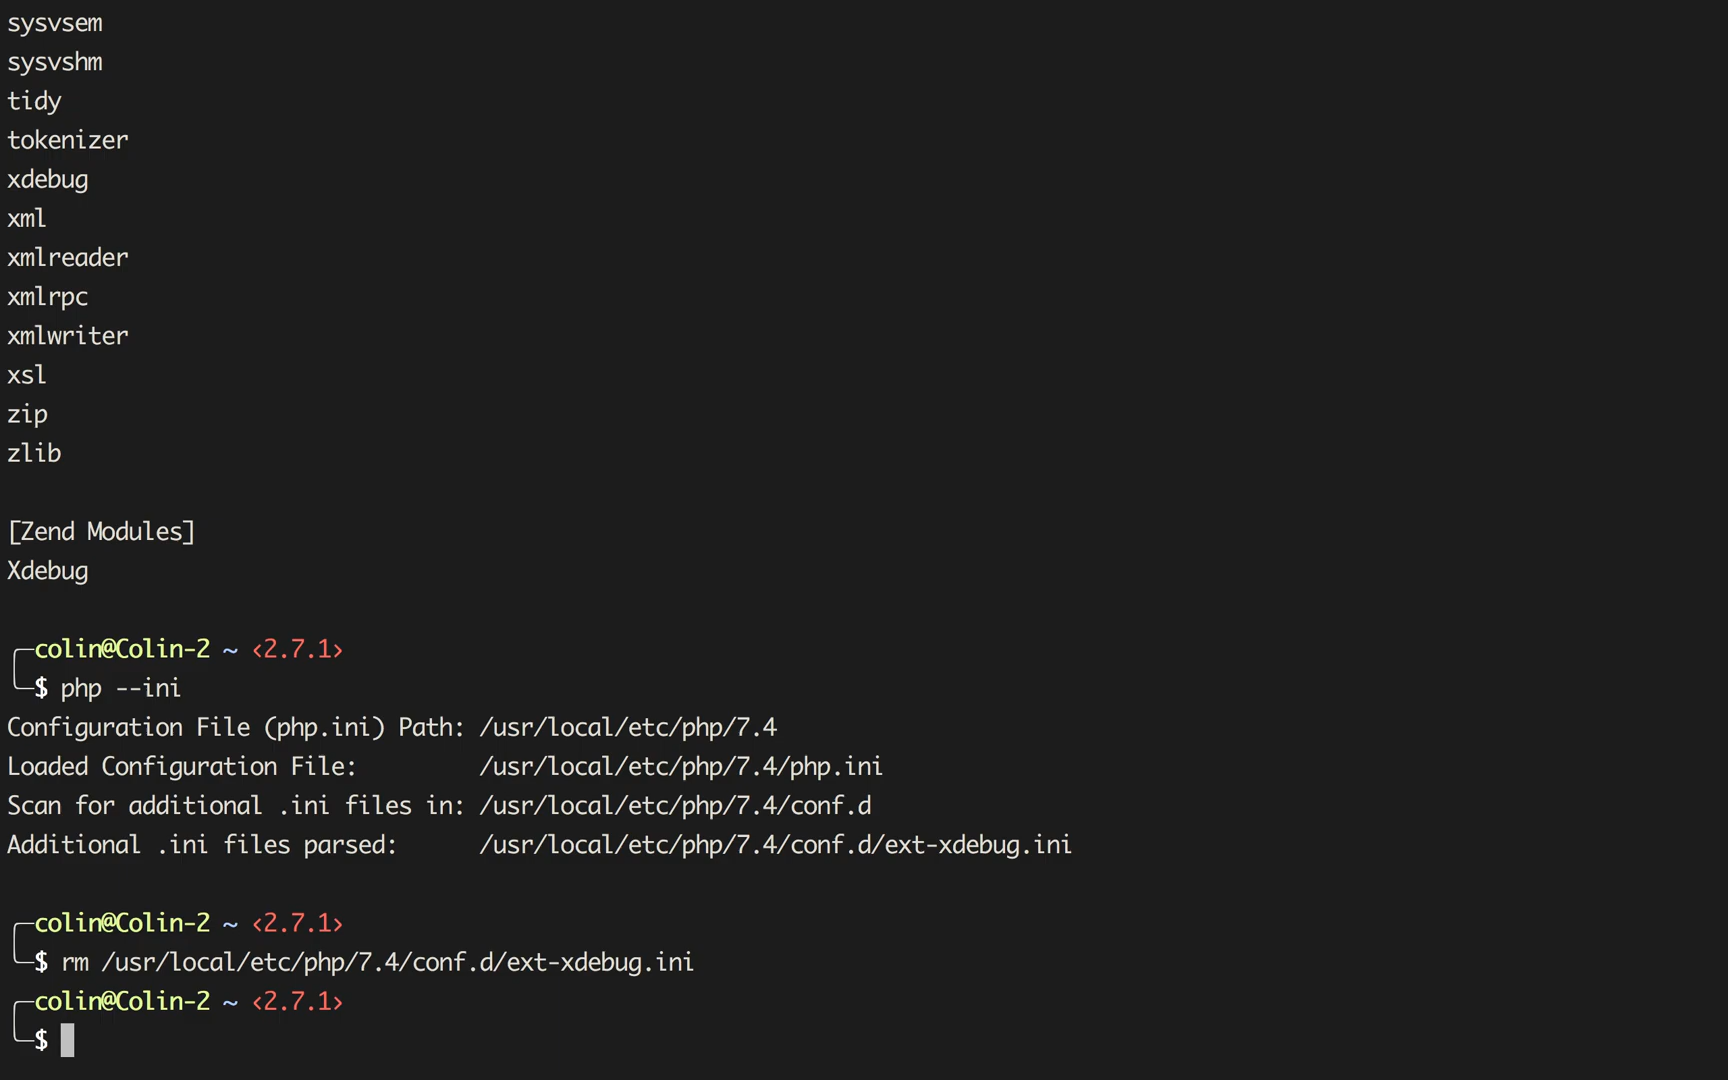 sysvsem
sysvshm
tidy
tokenizer
xdebug
xml
xmlreader
xmlrpc
xmlwriter
xsl
zip
zlib
[Zend Modules]
Xdebug
colin@Colin-2 ~ ‹2.7.1›
$ php --ini
Configuration File (php.ini) Path: /usr/local/etc/php/7.4
Loaded Configuration File:         /usr/local/etc/php/7.4/php.ini
Scan for additional .ini files in: /usr/local/etc/php/7.4/conf.d
Additional .ini files parsed:      /usr/local/etc/php/7.4/conf.d/ext-xdebug.ini
colin@Colin-2 ~ ‹2.7.1›
$ rm /usr/local/etc/php/7.4/conf.d/ext-xdebug.ini
colin@Colin-2 ~ ‹2.7.1›
$